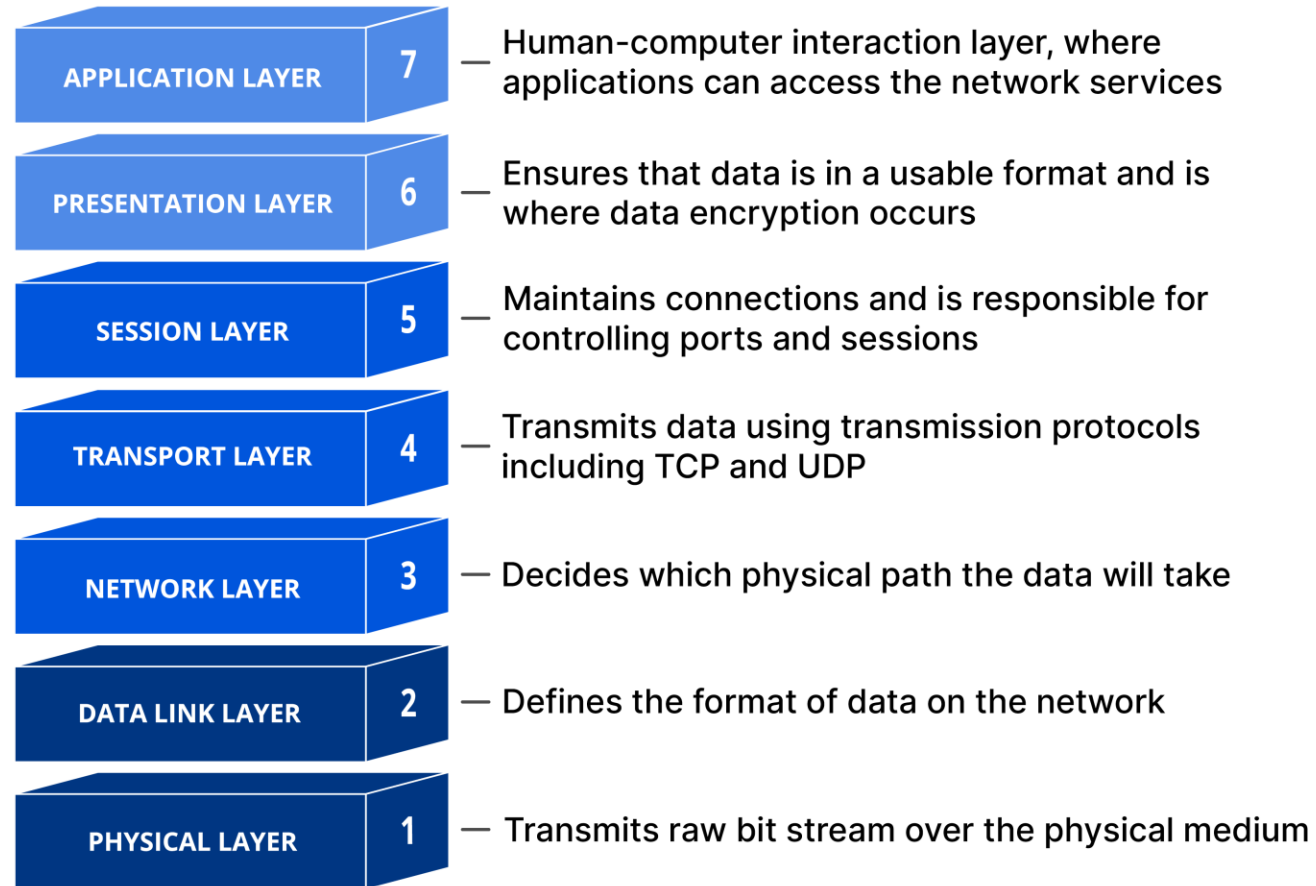 APPLICATION LAYER
7
Human-computer interaction layer, where
applications can access the network services
PRESENTATION LAYER
6
Ensures that data is in a usable format and is
where data encryption occurs
SESSION LAYER
5
Maintains connections and is responsible for
controlling ports and sessions
TRANSPORT LAYER
4
Transmits data using transmission protocols
including TCP and UDP
NETWORK LAYER
3
Decides which physical path the data will take
DATA LINK LAYER
2
Defines the format of data on the network
PHYSICAL LAYER
1
Transmits raw bit stream over the physical medium